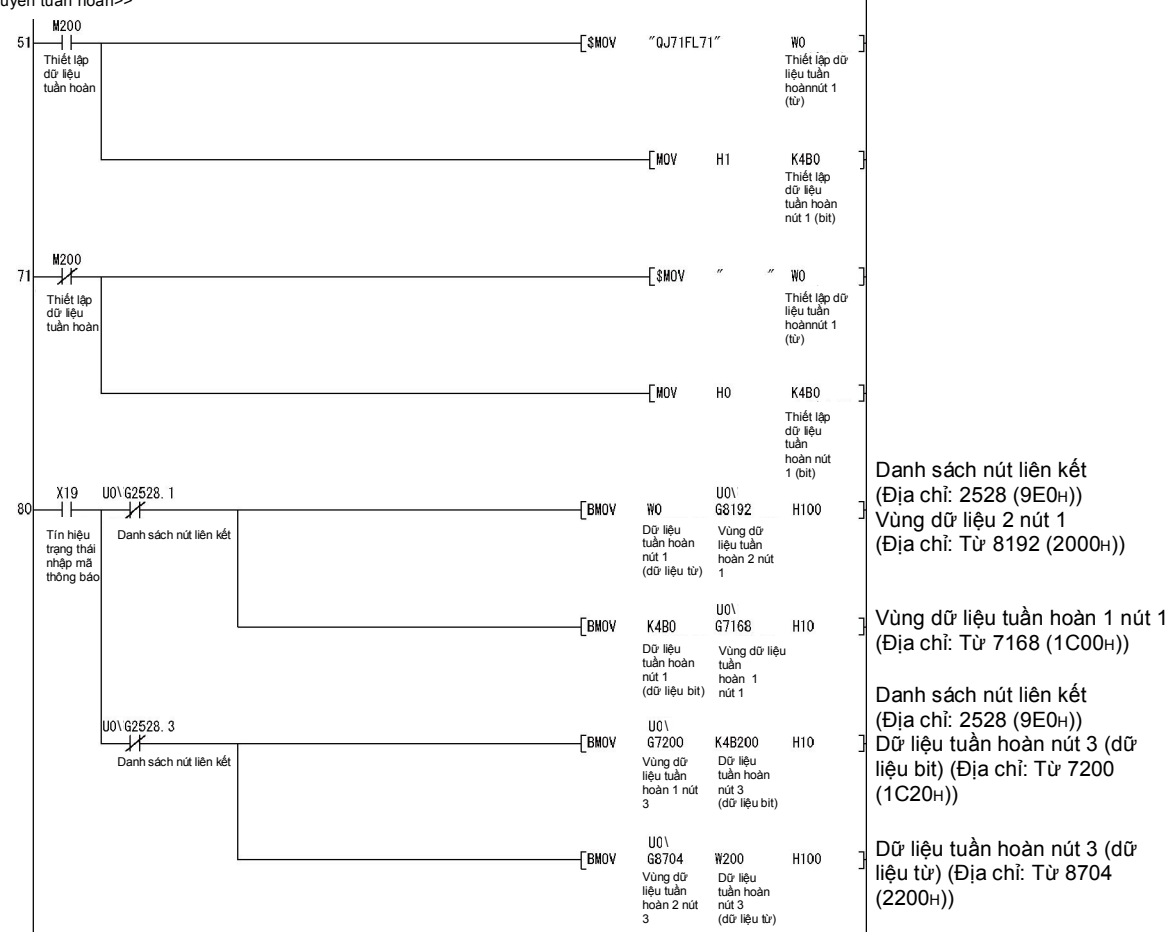 uyền tuần hoàn>>
M200
51
[$MOV "QJ71FL71" W0 ]
Thiết lập
dữ liệu
tuần hoàn
Thiết lập dữ
liệu tuần
hoànnút 1
(từ)
[MOV H1 K4B0 ]
Thiết lập
dữ liệu
tuần hoàn
nút 1 (bit)
M200
71
[$MOV " " W0 ]
Thiết lập
dữ liệu
tuần hoàn
Thiết lập dữ
liệu tuần
hoànnút 1
(từ)
[MOV H0 K4B0 ]
Thiết lập
dữ liệu
tuần
hoàn nút
1 (bit)
X19 U0\G2528.1 U0\
80 [BMOV W0 G8192 H100 ]
Tín hiệu
trạng thái
nhập mã
thông báo
Danh sách nút liên kết
Dữ liệu
tuần hoàn
nút 1
(dữ liệu từ)
Vùng dữ
liệu tuần
hoàn 2 nút
1
Danh sách nút liên kết
(Địa chỉ: 2528 (9E0H))
Vùng dữ liệu 2 nút 1
(Địa chỉ: Từ 8192 (2000H))
U0\
[BMOV K4B0 G7168 H10 ]
Dữ liệu
tuần hoàn
nút 1
(dữ liệu bit)
Vùng dữ liệu
tuần
hoàn 1
nút 1
Vùng dữ liệu tuần hoàn 1 nút 1
(Địa chỉ: Từ 7168 (1C00H))
U0\G2528.3 U0\
[BMOV G7200 K4B200 H10 ]
Danh sách nút liên kết
Vùng dữ
liệu tuần
hoàn 1 nút
3
Dữ liệu
tuần hoàn
nút 3
(dữ liệu bit)
Danh sách nút liên kết
(Địa chỉ: 2528 (9E0H))
Dữ liệu tuần hoàn nút 3 (dữ
liệu bit) (Địa chỉ: Từ 7200
(1C20H))
U0\
[BMOV G8704 W200 H100 ]
Vùng dữ
liệu tuần
hoàn 2 nút
3
Dữ liệu
tuần hoàn
nút 3
(dữ liệu từ)
Dữ liệu tuần hoàn nút 3 (dữ
liệu từ) (Địa chỉ: Từ 8704
(2200H))